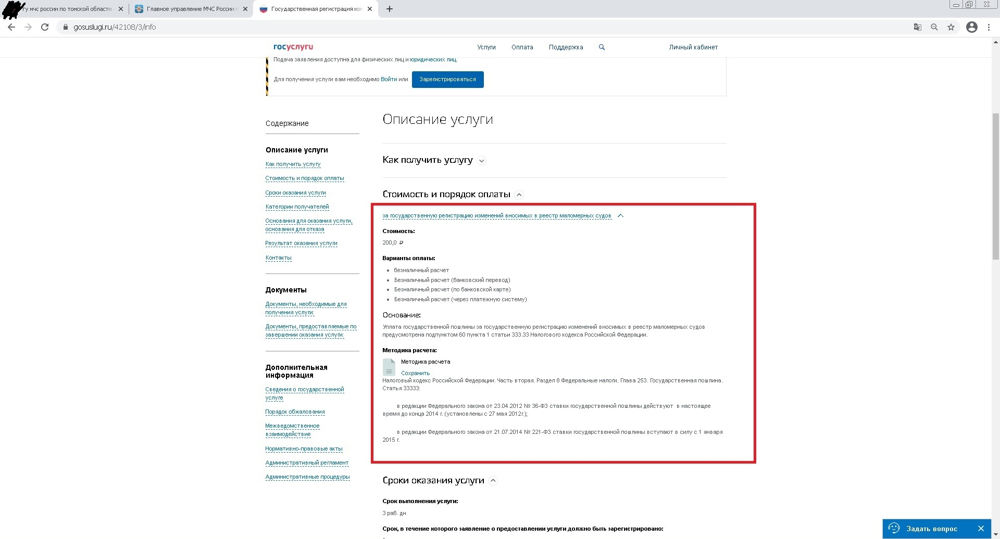 гу мчс россии по томской области
Главное управление МЧС России п
Государственная регистрация изм
gosuslugi.ru/42108/3/info
госуслуги
Услуги
Оплата
Поддержка
Личный кабинет
Подача заявления доступна для физических лиц и юридических лиц.
Для получения услуги вам необходимо Войти или Зарегистрироваться
Содержание
Описание услуги
Как получить услугу
Стоимость и порядок оплаты
Сроки оказания услуги
Категории получателей
Основания для оказания услуги,
основания для отказа
Результат оказания услуги
Контакты
Документы
Документы, необходимые для
получения услуги:
Документы, предоставляемые по
завершении оказания услуги:
Дополнительная
информация
Сведения о государственной
услуге
Порядок обжалования
Межведомственное
взаимодействие
Нормативно-правовые акты
Административный регламент
Административные процедуры
Описание услуги
Как получить услугу
Стоимость и порядок оплаты
за государственную регистрацию изменений вносимых в реестр маломерных судов
Стоимость:
200,0 ₽
Варианты оплаты:
• безналичный расчет
• Безналичный расчет (банковский перевод)
• Безналичный расчет (по банковской карте)
• Безналичный расчет (через платежную систему)
Основание:
Уплата государственной пошлины за государственную регистрацию изменений вносимых в реестр маломерных судов
предусмотрена подпунктом 60 пункта 1 статьи 333.33 Налогового кодекса Российской Федерации.
Методика расчета:
Методика расчета
Сохранить
Налоговый кодекс Российской Федерации. Часть вторая. Раздел 8 Федеральные налоги. Глава 253. Государственная пошлина.
Статья 33333:
в редакции Федерального закона от 23.04.2012 № 36-ФЗ ставки государственной пошлины действуют в настоящее
время до конца 2014 г. (установлены с 27 мая 2012г.);
в редакции Федерального закона от 21.07.2014 № 221-ФЗ ставки государственной пошлины вступают в силу с 1 января
2015 г.
Сроки оказания услуги
Срок выполнения услуги:
3 раб. дн
Срок, в течение которого заявление о предоставлении услуги должно быть зарегистрировано:
Задать вопрос